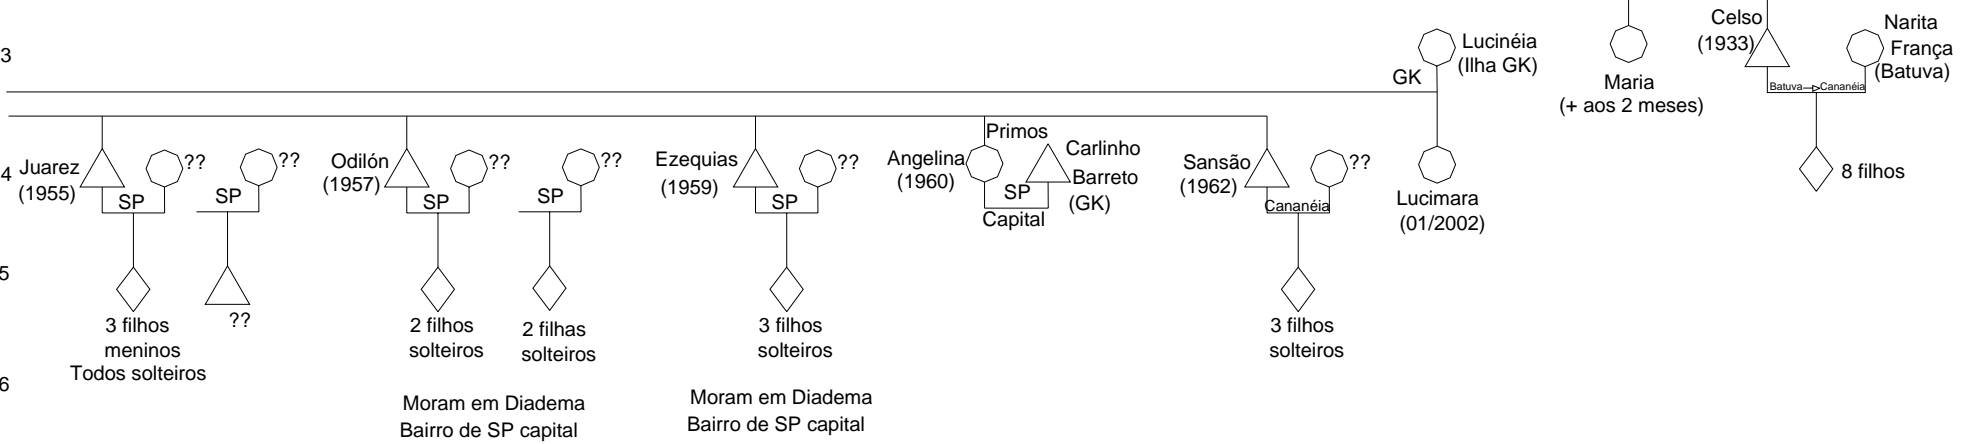 Celso
(1933)
Narita
França
(Batuva)
3
Lucinéia
(Ilha GK)
GK
Maria
(+ aos 2 meses)
Batuva
Cananéia
4
Juarez
(1955)
??
SP
??
SP
Odilón
(1957)
??
SP
??
SP
Ezequias
(1959)
??
SP
Primos
Angelina
(1960)
Carlinho
Barreto
(GK)
SP
Capital
Sansão
(1962)
??
Cananéia
Lucimara
(01/2002)
8 filhos
5
3 filhos
meninos
Todos solteiros
??
2 filhos
solteiros
2 filhas
solteiros
3 filhos
solteiros
3 filhos
solteiros
6
Moram em Diadema
Bairro de SP capital
Moram em Diadema
Bairro de SP capital